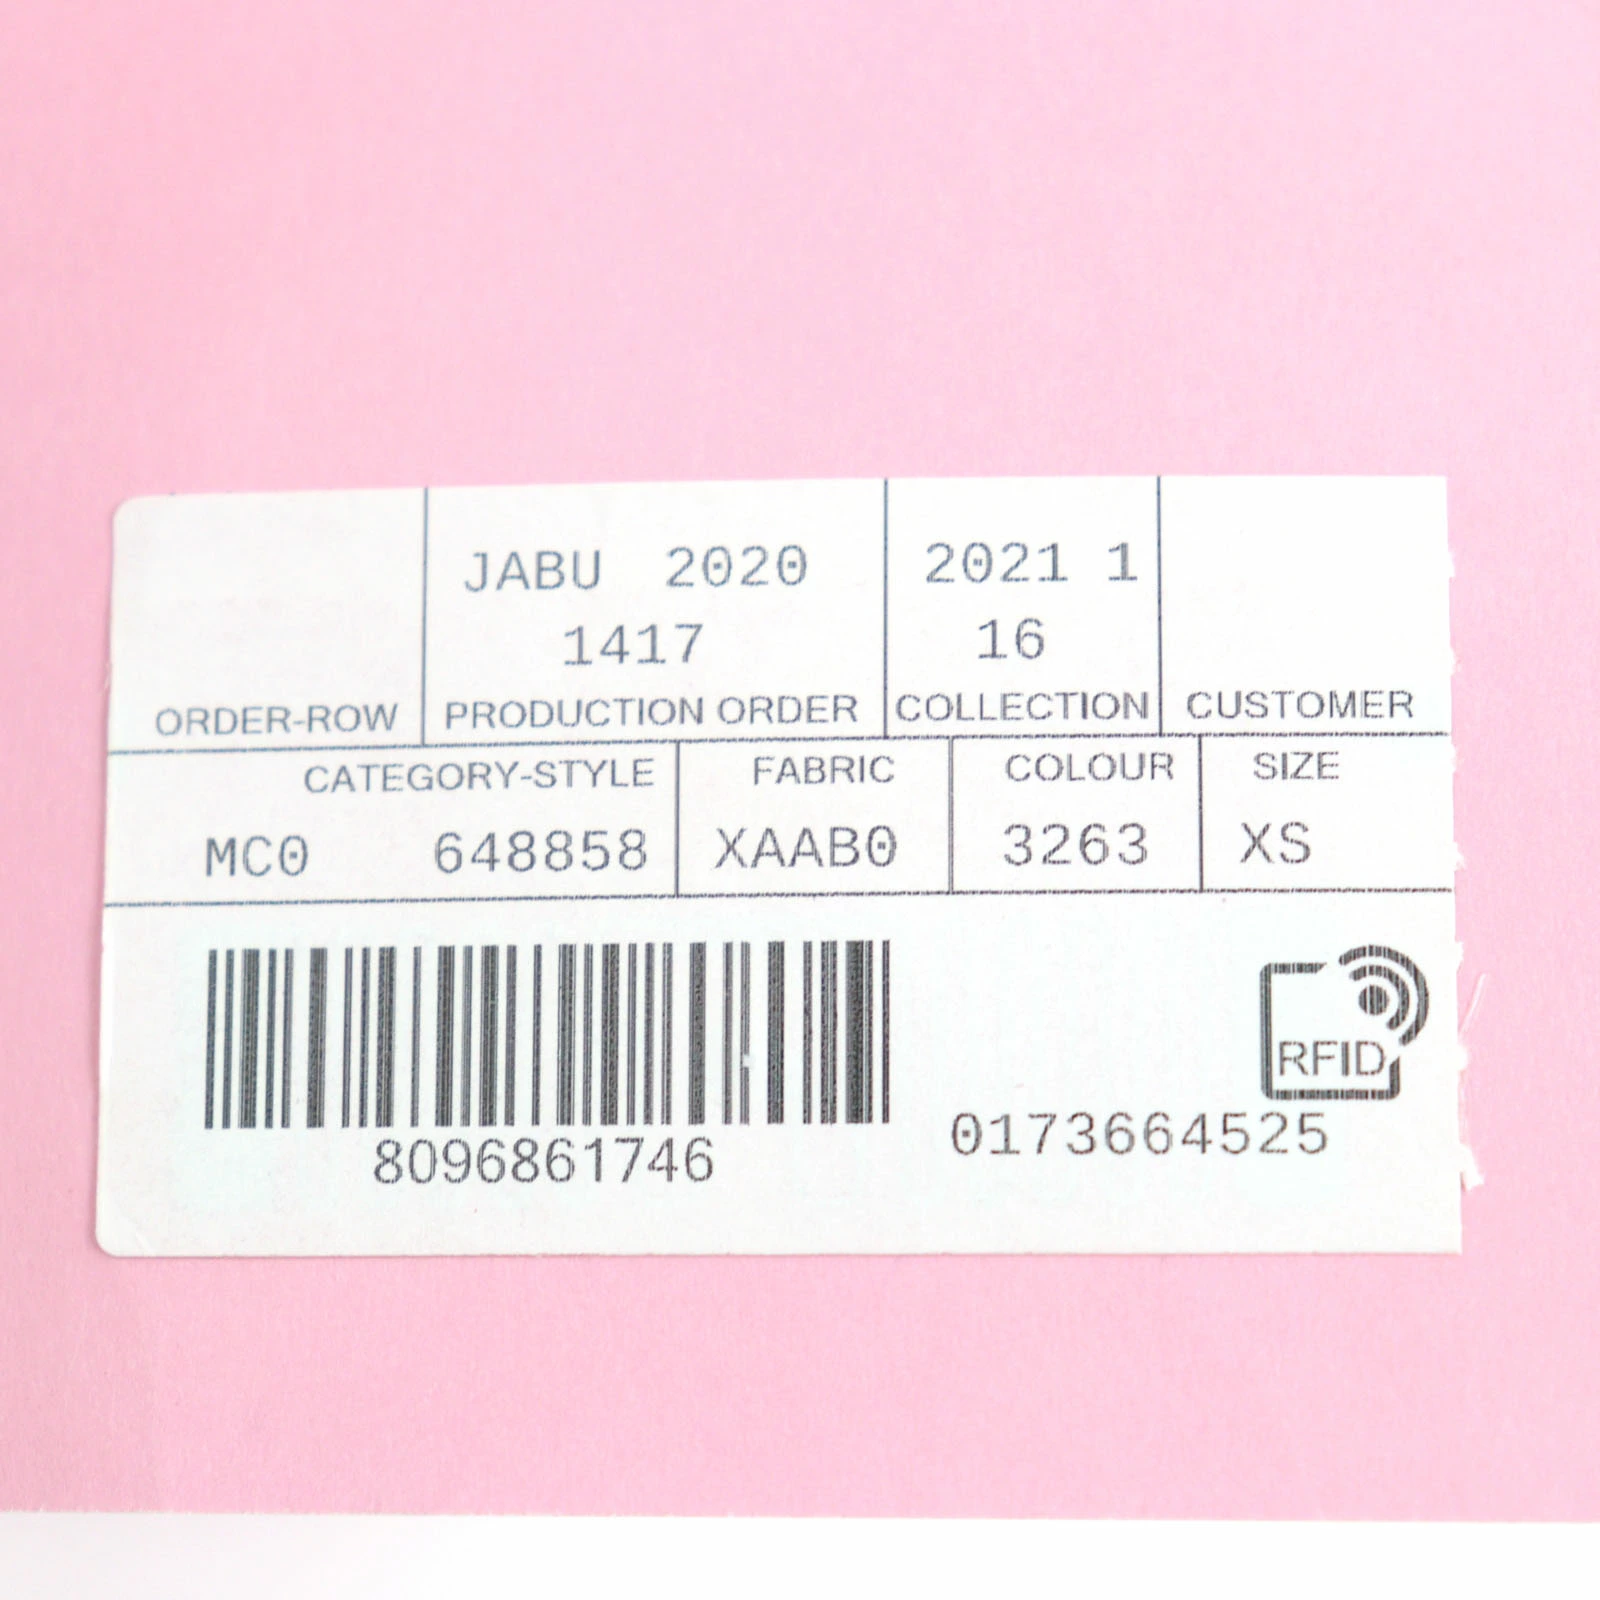 JABU 2020
1417
2021 1
16
ORDER-ROW PRODUCTION ORDER COLLECTION CUSTOMER
CATEGORY-STYLE FABRIC COLOUR SIZE
MC0 648858 XAAB0 3263 XS
RFID
8096861746
0173664525